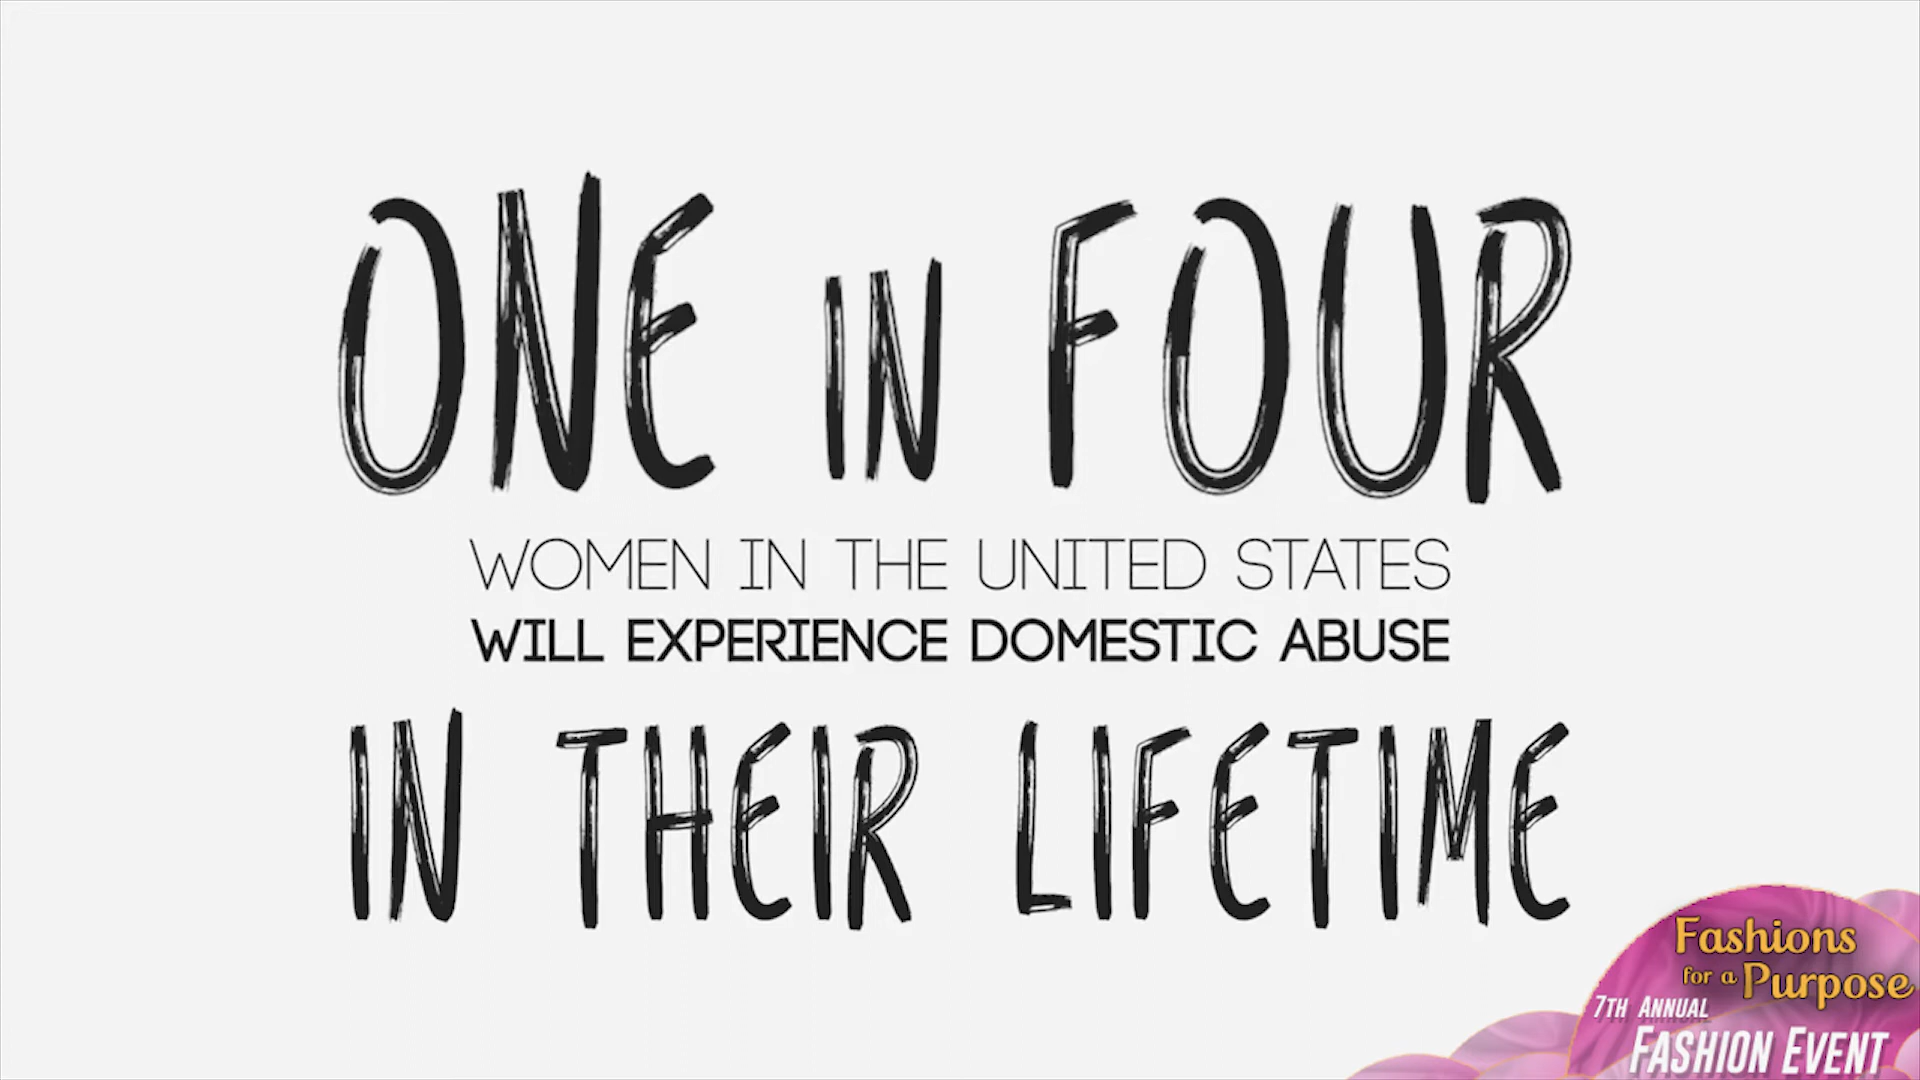 ONE IN FOUR
WOMEN IN THE UNITED STATES
WILL EXPERIENCE DOMESTIC ABUSE
IN THEIR LIFETIME
Fashions
for a Purpose
7TH ANNUAL
FASHION EVENT